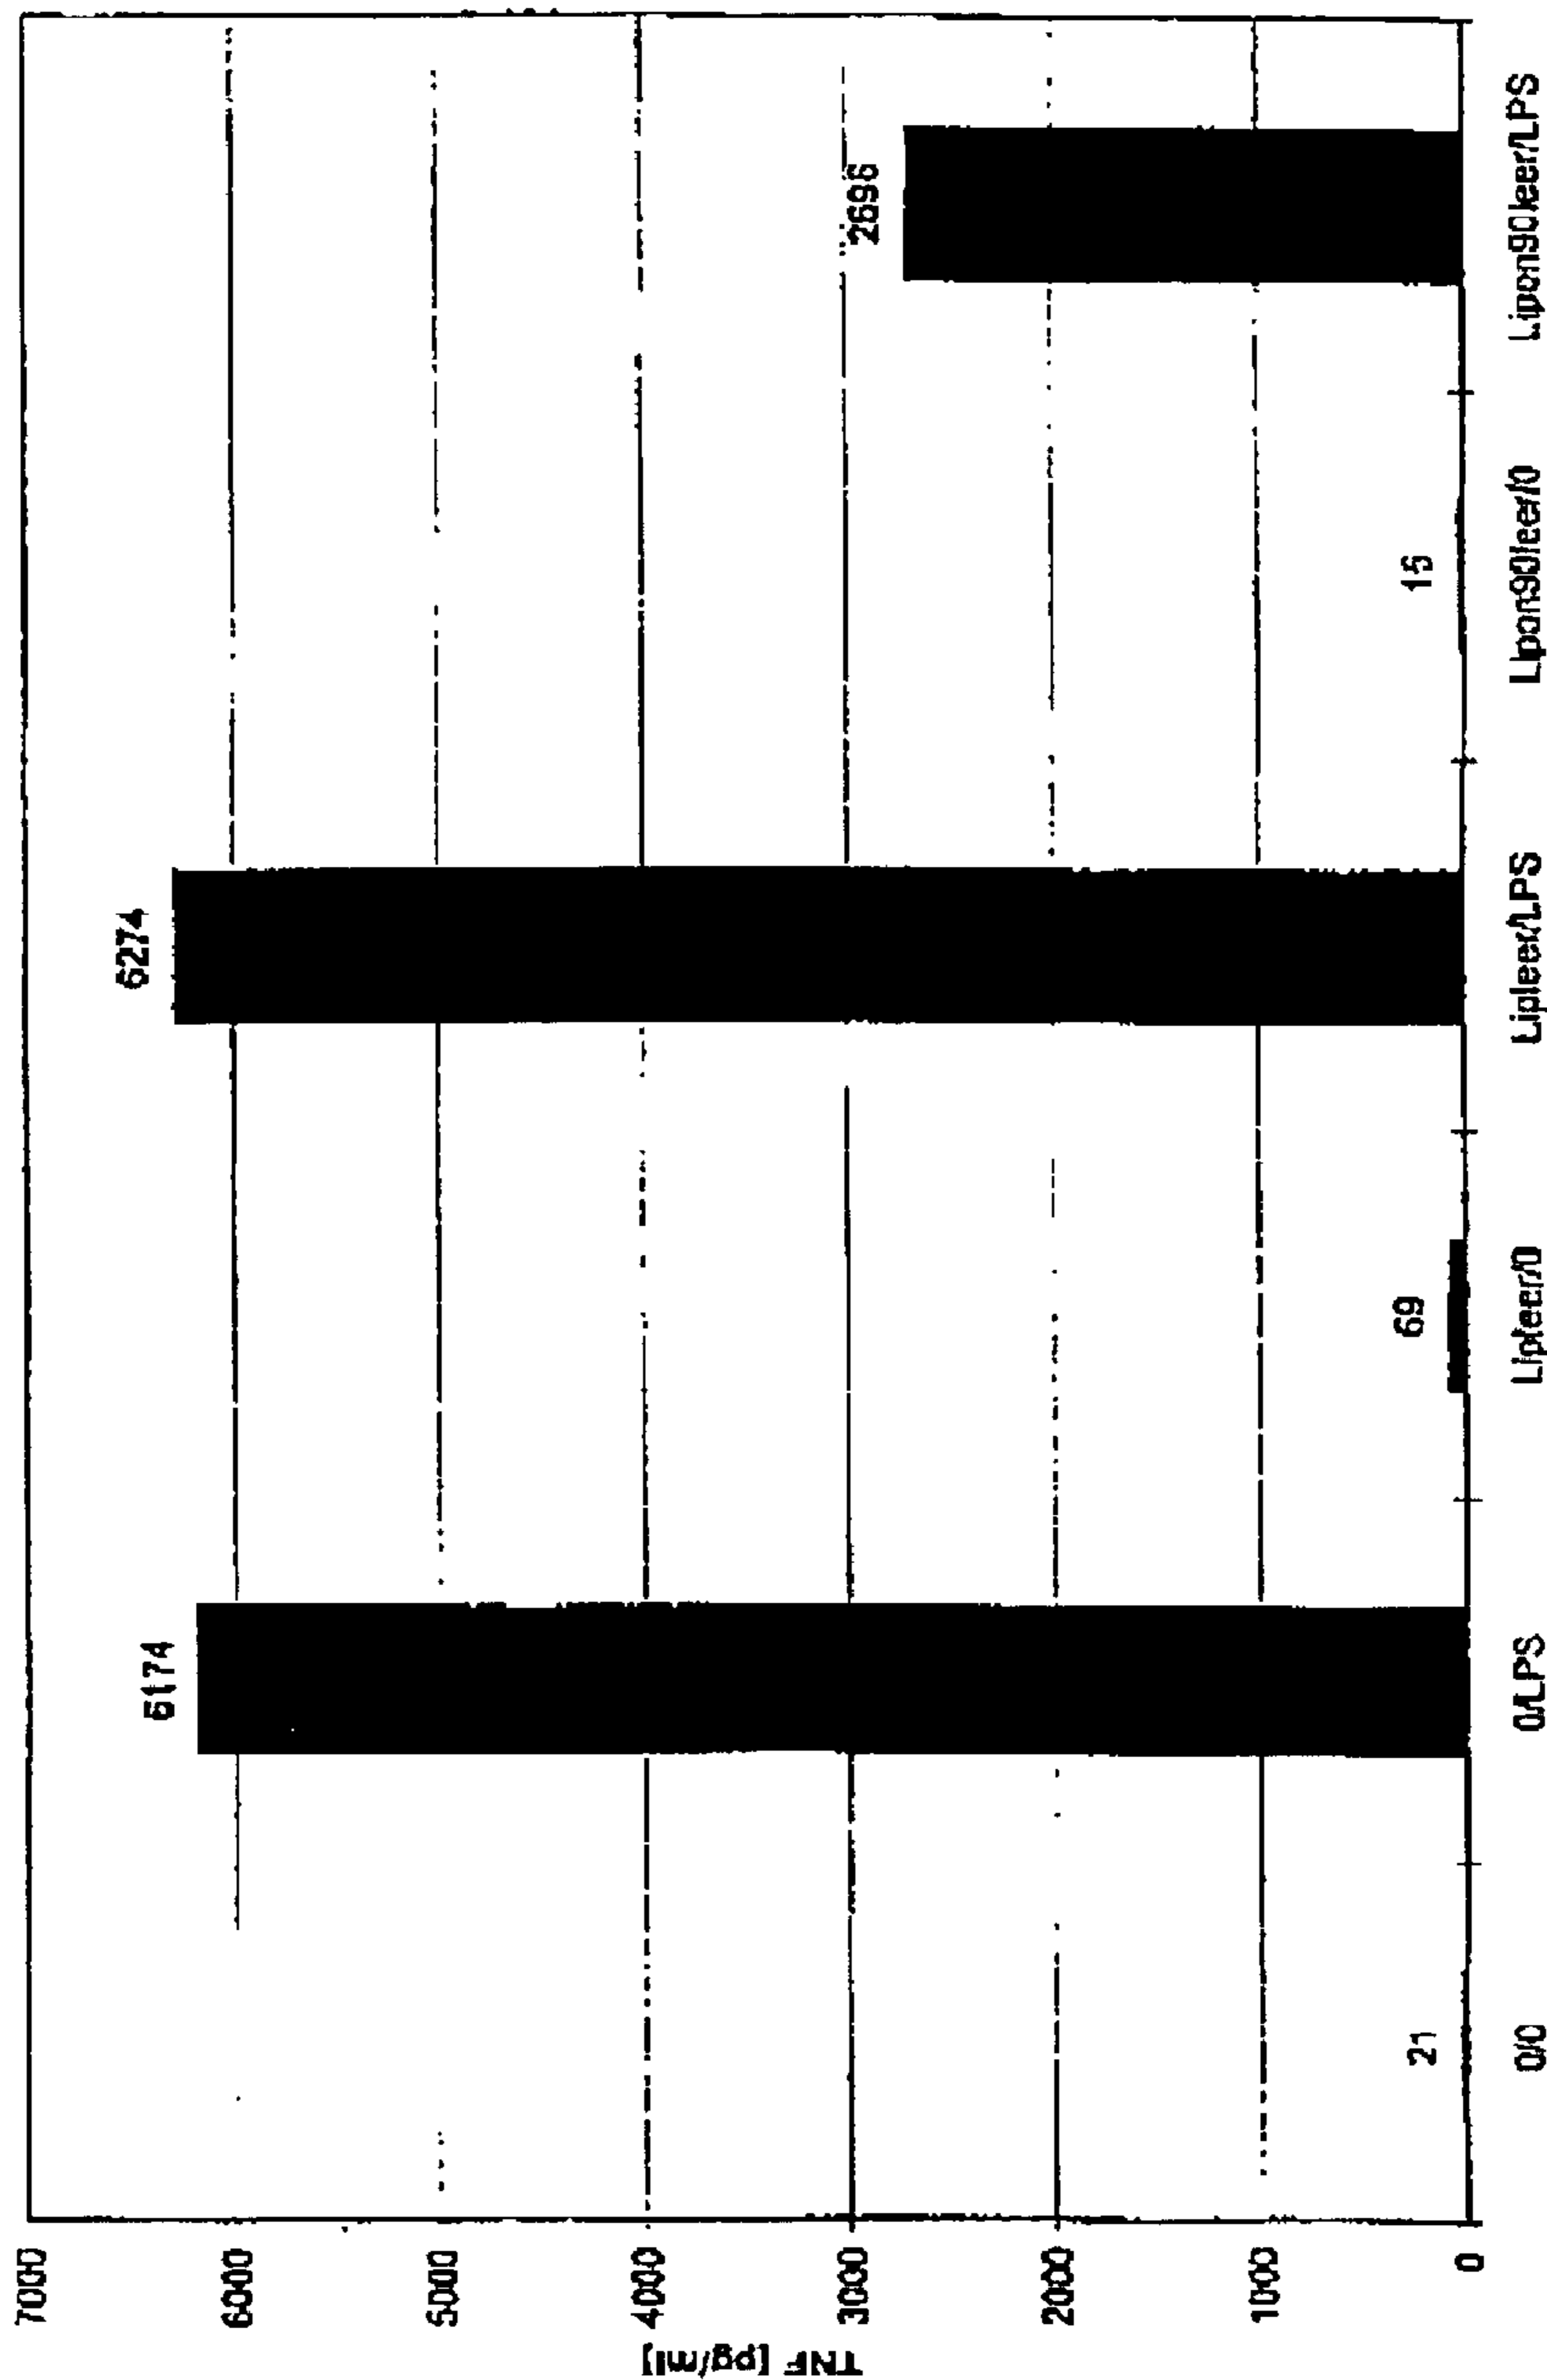 TNF [pg/ml]
7000
6000
5000
4000
3000
2000
1000
0
21
6174
69
6274
15
2696
0/0
0/LPS
Lipleer/0
Lipleer/LPS
Lipon90leer/0
Lipon90leer/LPS